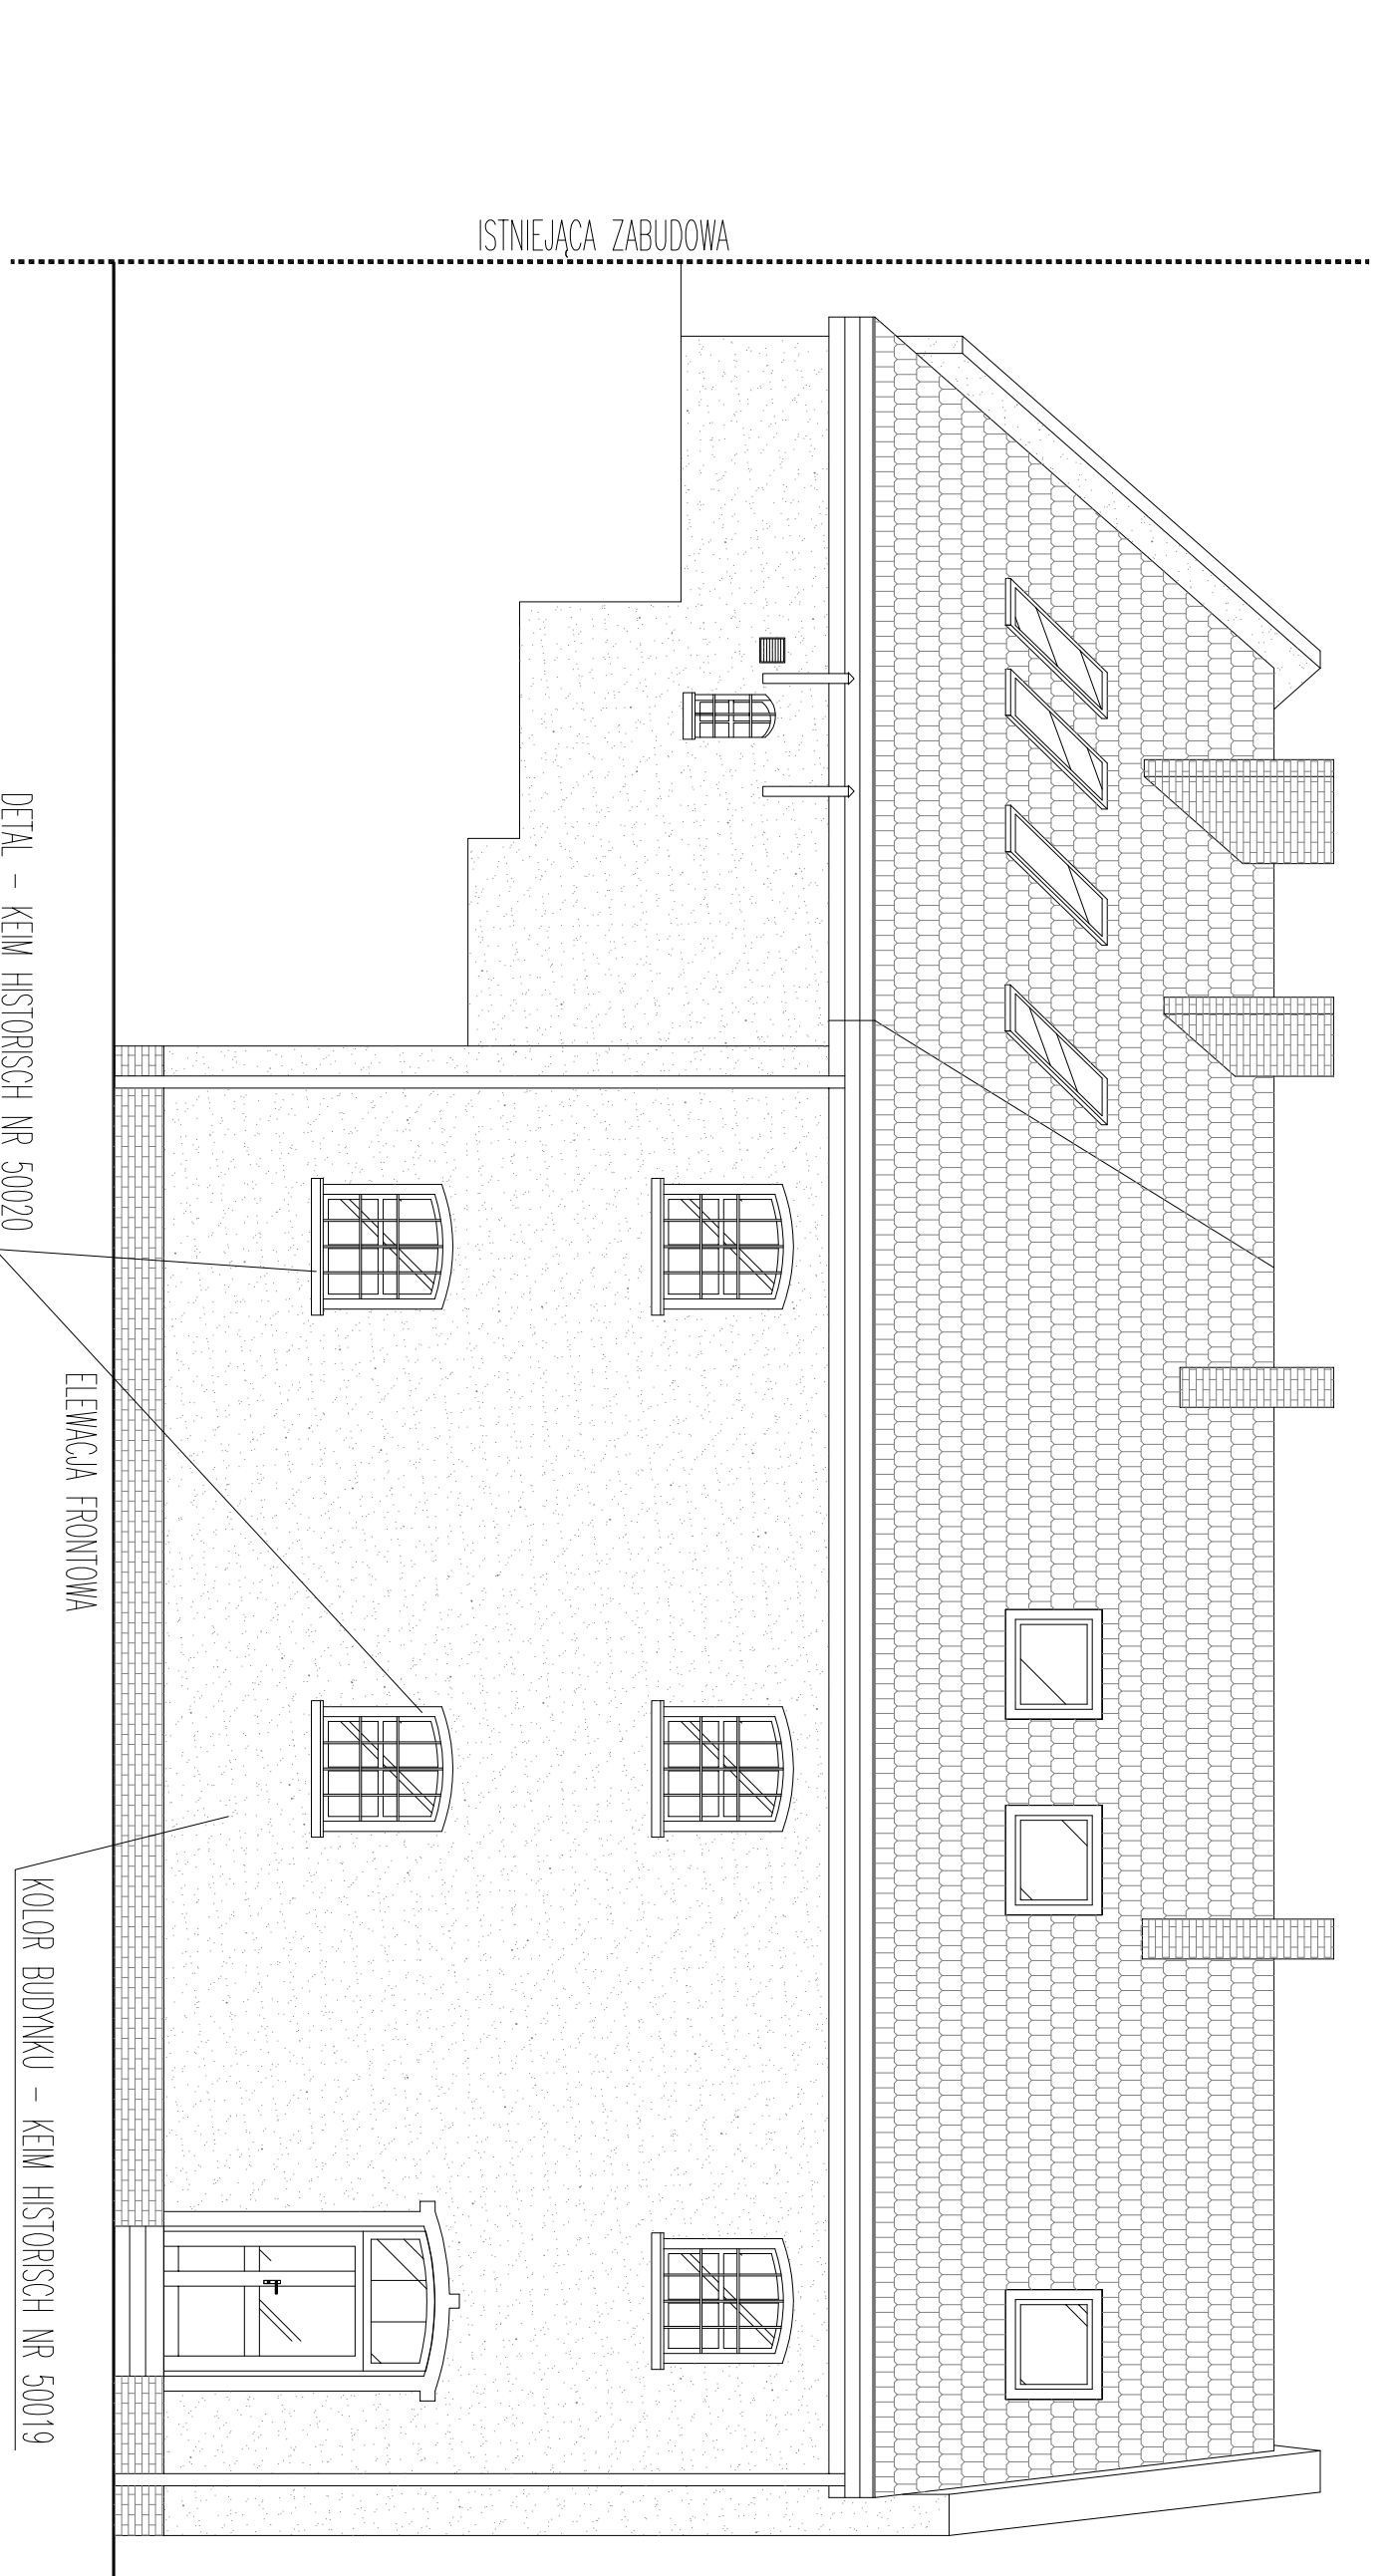 ISTNIEJĄCA ZABUDOWA
DETAL - KEIM HISTORISCH NR 50020
ELEWACJA FRONTOWA
KOLOR BUDYNKU - KEIM HISTORISCH NR 50019